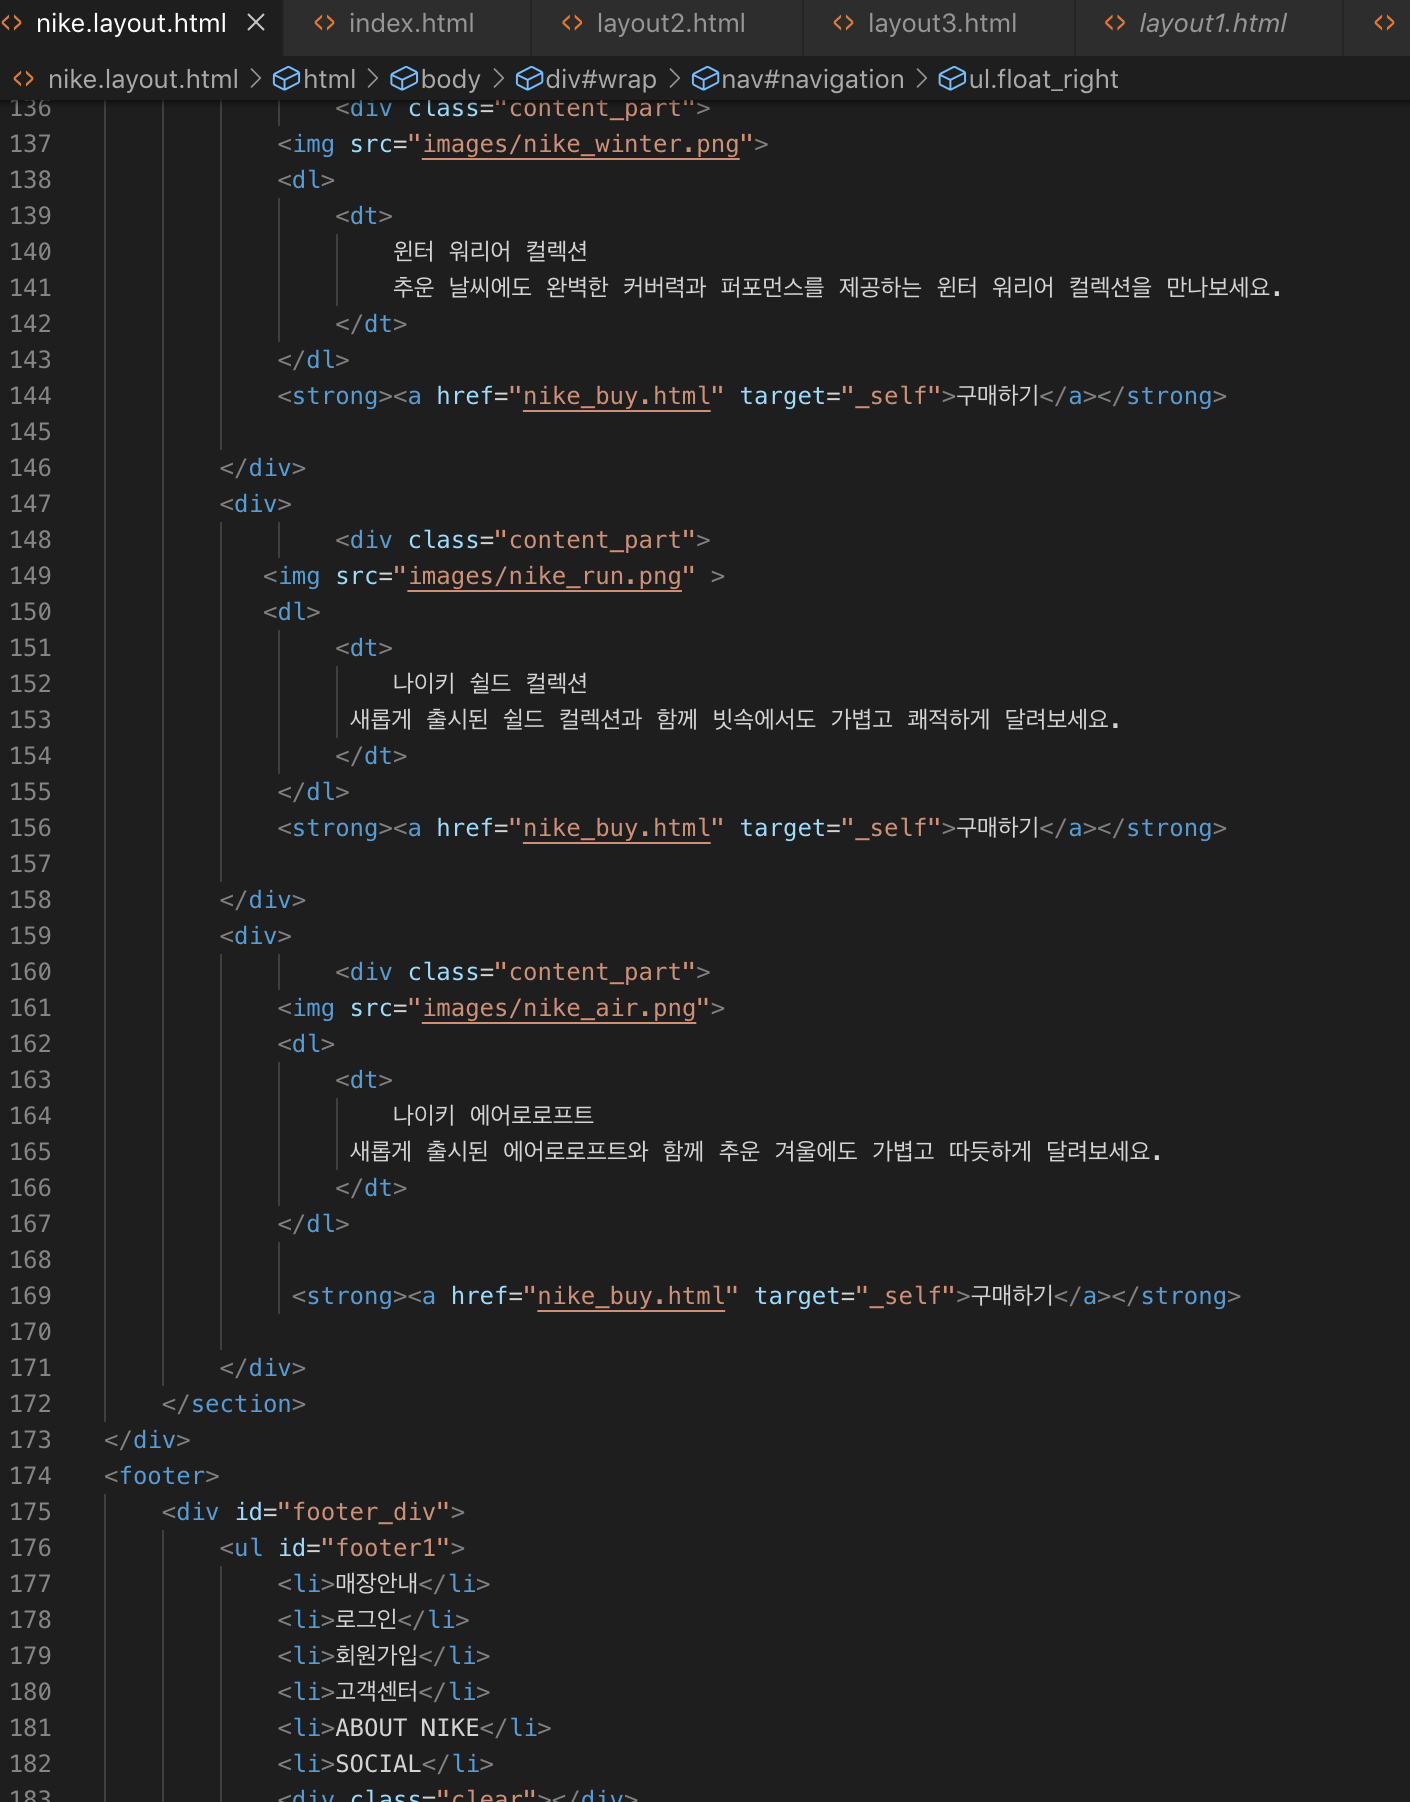 nike.layout.html index.html layout2.html layout3.html layout1.html
nike.layout.html > html > body > div#wrap > nav#navigation > ul.float_right
136 <div class="content_part">
137 <img src="images/nike_winter.png">
138 <dl>
139 <dt>
140 윈터 워리어 컬렉션
141 추운 날씨에도 완벽한 커버력과 퍼포먼스를 제공하는 윈터 워리어 컬렉션을 만나보세요.
142 </dt>
143 </dl>
144 <strong><a href="nike_buy.html" target="_self">구매하기</a></strong>
145
146 </div>
147 <div>
148 <div class="content_part">
149 <img src="images/nike_run.png" >
150 <dl>
151 <dt>
152 나이키 쉴드 컬렉션
153 새롭게 출시된 쉴드 컬렉션과 함께 빗속에서도 가볍고 쾌적하게 달려보세요.
154 </dt>
155 </dl>
156 <strong><a href="nike_buy.html" target="_self">구매하기</a></strong>
157
158 </div>
159 <div>
160 <div class="content_part">
161 <img src="images/nike_air.png">
162 <dl>
163 <dt>
164 나이키 에어로로프트
165 새롭게 출시된 에어로로프트와 함께 추운 겨울에도 가볍고 따듯하게 달려보세요.
166 </dt>
167 </dl>
168
169 <strong><a href="nike_buy.html" target="_self">구매하기</a></strong>
170
171 </div>
172 </section>
173 </div>
174 <footer>
175 <div id="footer_div">
176 <ul id="footer1">
177 <li>매장안내</li>
178 <li>로그인</li>
179 <li>회원가입</li>
180 <li>고객센터</li>
181 <li>ABOUT NIKE</li>
182 <li>SOCIAL</li>
183 <div class="clear"></div>